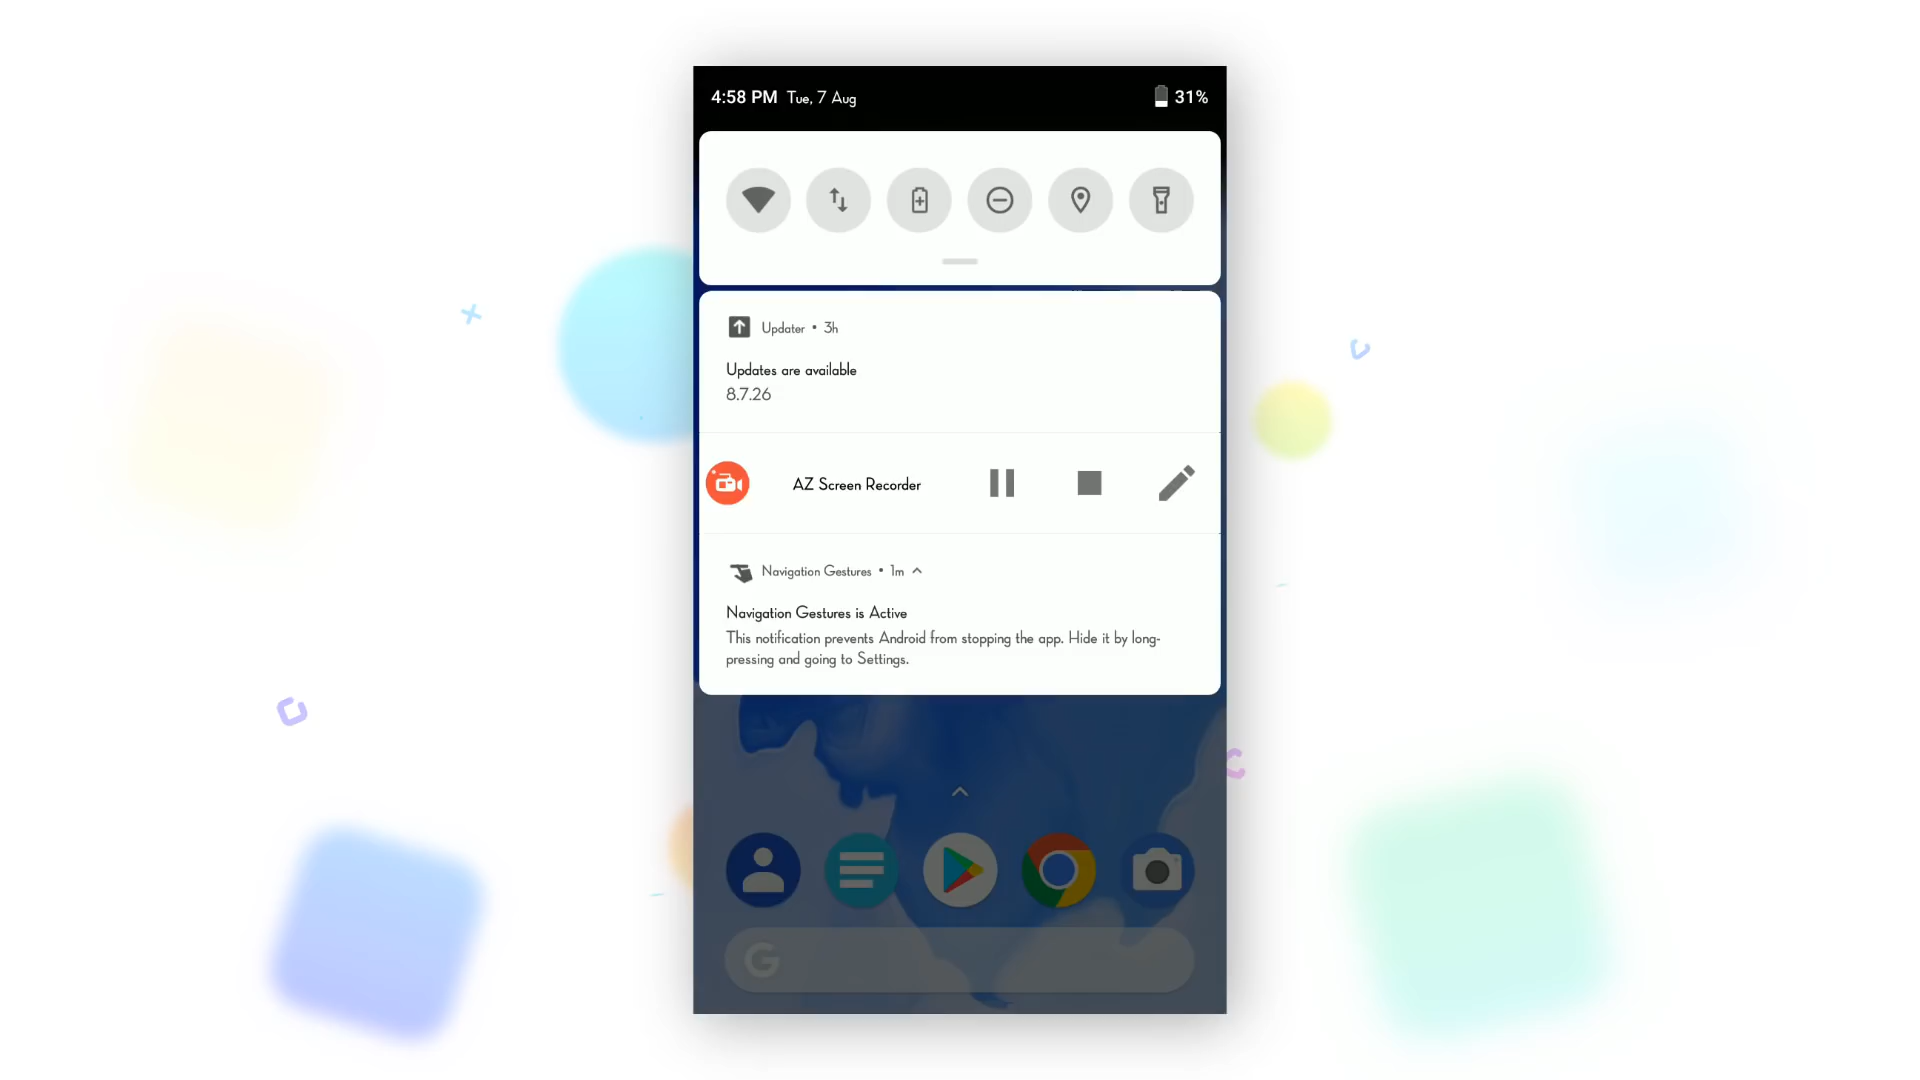 4:58 PM Tue, 7 Aug 31%
Updater • 3h
Updates are available
8.7.26
AZ Screen Recorder
Navigation Gestures • 1m
Navigation Gestures is Active
This notification prevents Android from stopping the app. Hide it by long-
pressing and going to Settings.
G